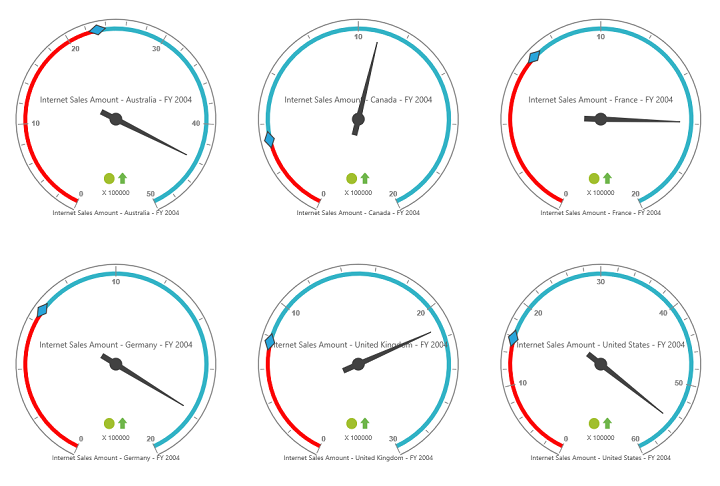 20
30
10
40
Internet Sales Amount - Australia - FY 2004
0
50
X 100000
Internet Sales Amount - Australia - FY 2004
10
Internet Sales Amount - Canada - FY 2004
0
20
X 100000
Internet Sales Amount - Canada - FY 2004
10
Internet Sales Amount - France - FY 2004
0
20
X 100000
Internet Sales Amount - France - FY 2004
10
Internet Sales Amount - Germany - FY 2004
0
20
X 100000
Internet Sales Amount - Germany - FY 2004
10
20
Internet Sales Amount - United Kingdom - FY 2004
0
30
X 100000
Internet Sales Amount - United Kingdom - FY 2004
30
20
40
Internet Sales Amount - United States - FY 2004
10
50
0
60
X 100000
Internet Sales Amount - United States - FY 2004